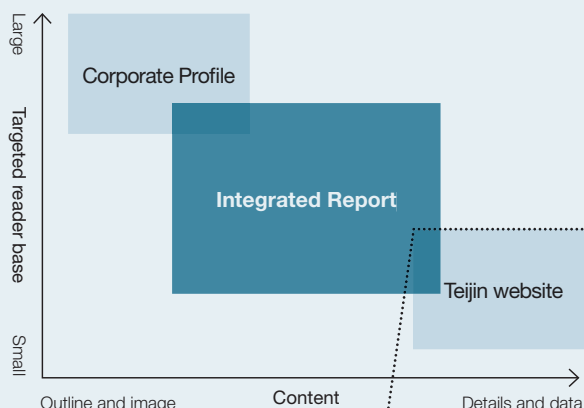 Large
Corporate Profile
Targeted reader base
Integrated Report
Teijin website
Small
Outline and image
Content
Details and data